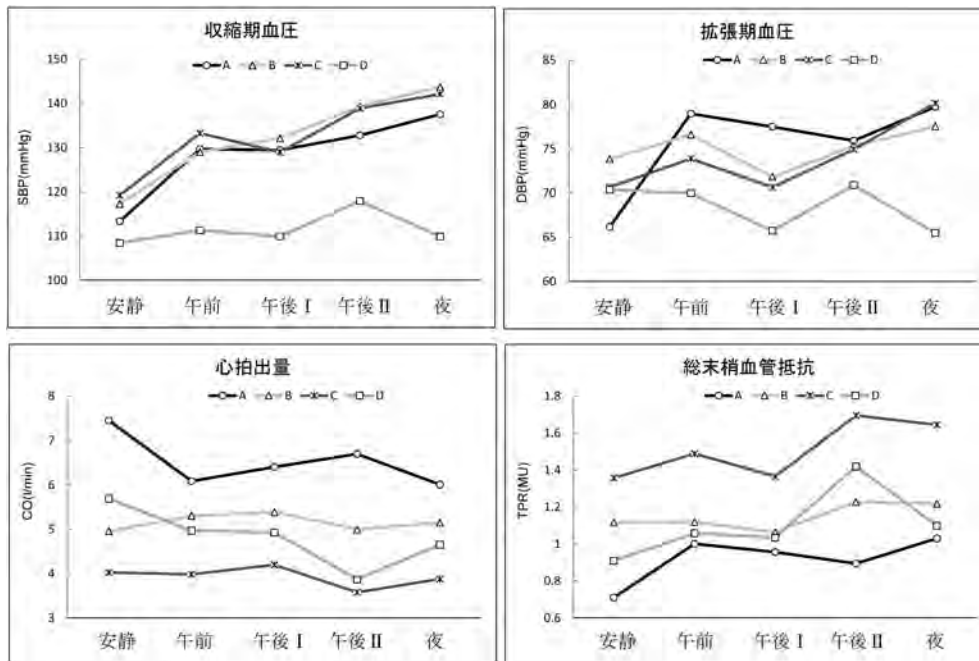 収縮期血圧
A B C D
SBP(mmHg)
150
140
130
120
110
100
安静 午前 午後Ⅰ 午後Ⅱ 夜
拡張期血圧
A B C D
DBP(mmHg)
85
80
75
70
65
60
安静 午前 午後Ⅰ 午後Ⅱ 夜
心拍出量
A B C D
CO(l/min)
8
7
6
5
4
3
安静 午前 午後Ⅰ 午後Ⅱ 夜
総末梢血管抵抗
A B C D
TPR(MU)
1.8
1.6
1.4
1.2
1
0.8
0.6
安静 午前 午後Ⅰ 午後Ⅱ 夜